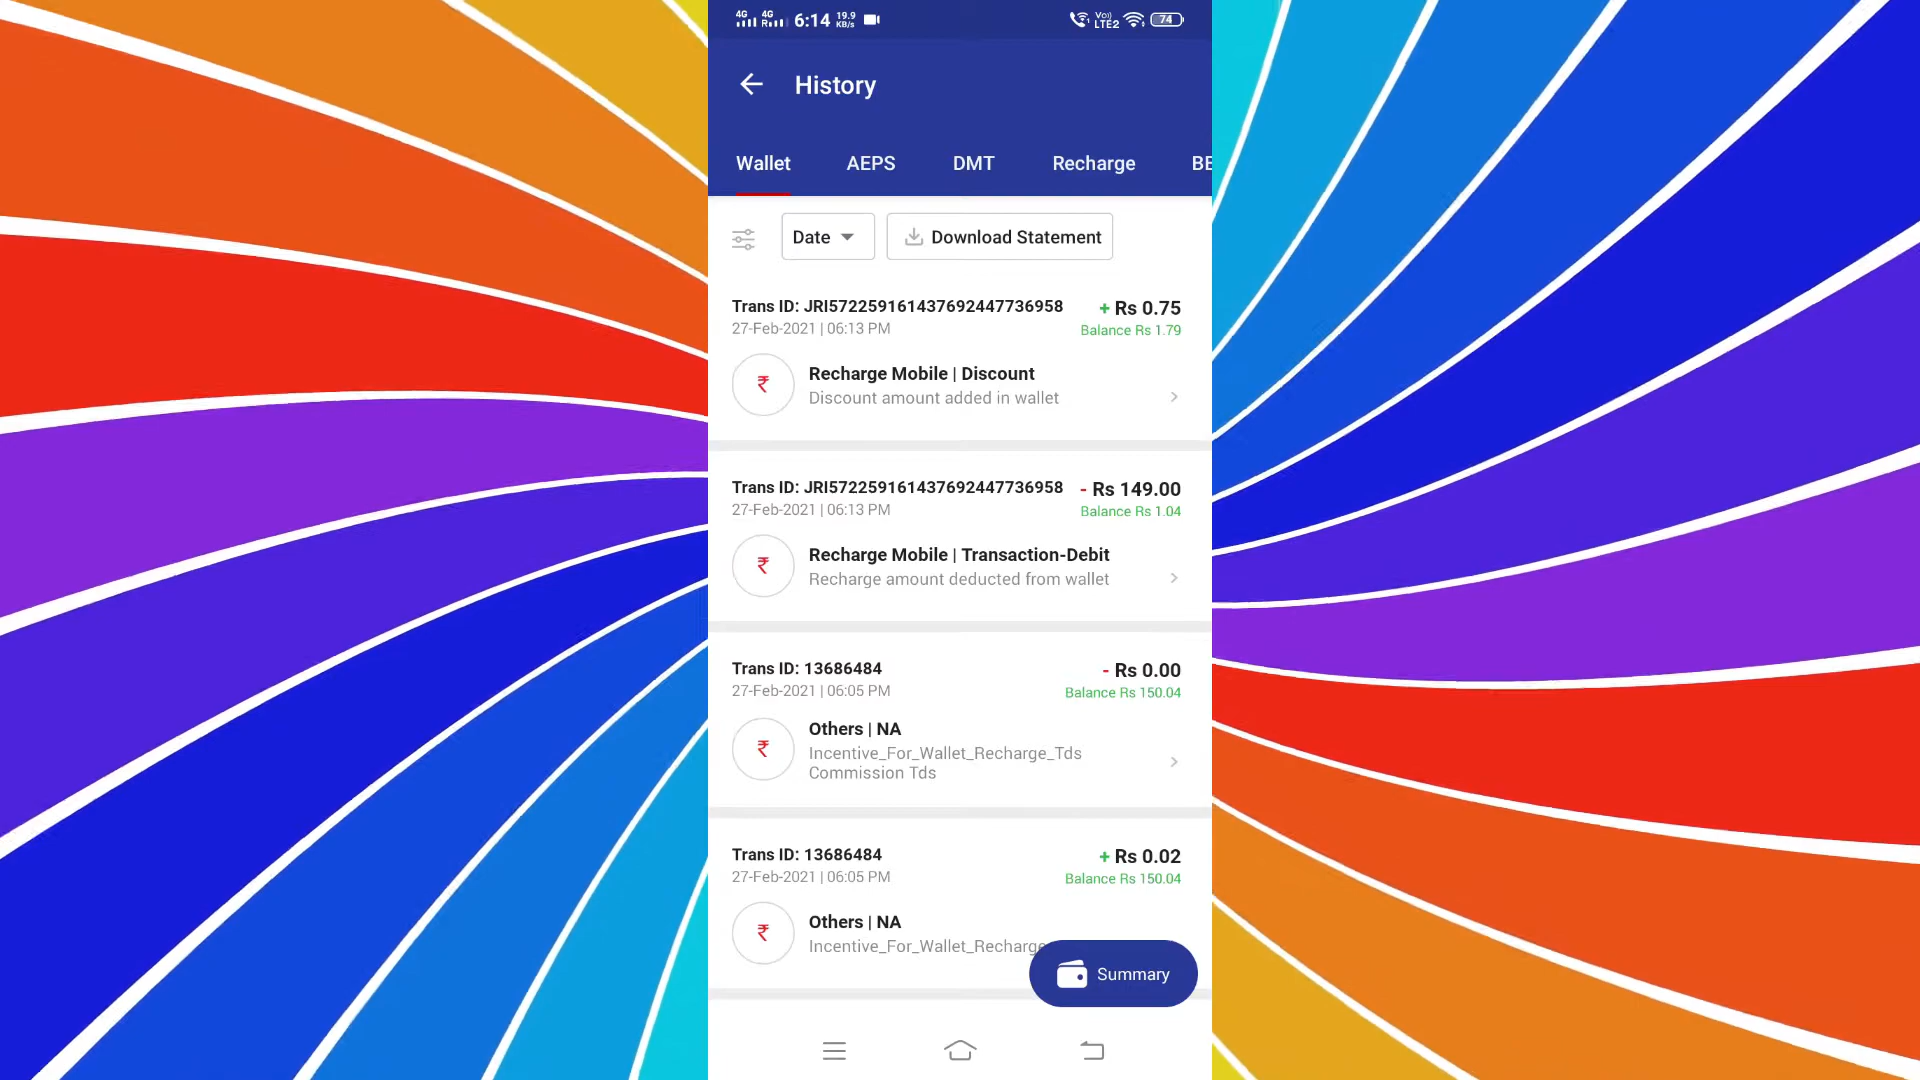 4G 4G R 6:14 19.9 KB/s Vo)) LTE2 74
History
Wallet AEPS DMT Recharge BE
Date Download Statement
Trans ID: JRI57225916143769244773​6958 + Rs 0.75
27-Feb-2021 | 06:13 PM Balance Rs 1.79
₹ Recharge Mobile | Discount
Discount amount added in wallet
Trans ID: JRI572259161437692447736958 - Rs 149.00
27-Feb-2021 | 06:13 PM Balance Rs 1.04
₹ Recharge Mobile | Transaction-Debit
Recharge amount deducted from wallet
Trans ID: 13686484 - Rs 0.00
27-Feb-2021 | 06:05 PM Balance Rs 150.04
₹ Others | NA
Incentive_For_Wallet_Recharge_Tds
Commission Tds
Trans ID: 13686484 + Rs 0.02
27-Feb-2021 | 06:05 PM Balance Rs 150.04
₹ Others | NA
Incentive_For_Wallet_Recharge
Summary